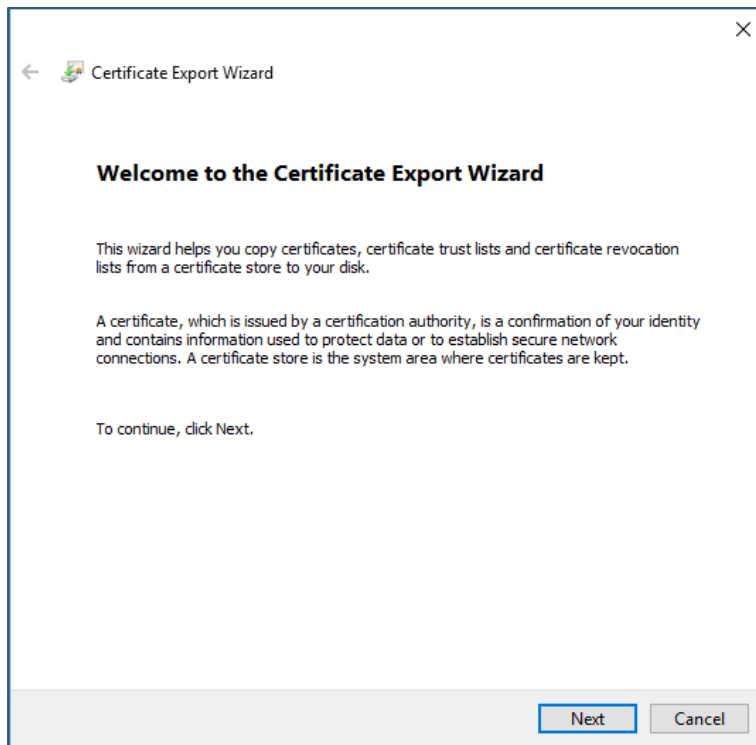 Certificate Export Wizard
Welcome to the Certificate Export Wizard
This wizard helps you copy certificates, certificate trust lists and certificate revocation
lists from a certificate store to your disk.
A certificate, which is issued by a certification authority, is a confirmation of your identity
and contains information used to protect data or to establish secure network
connections. A certificate store is the system area where certificates are kept.
To continue, click Next.
Next Cancel